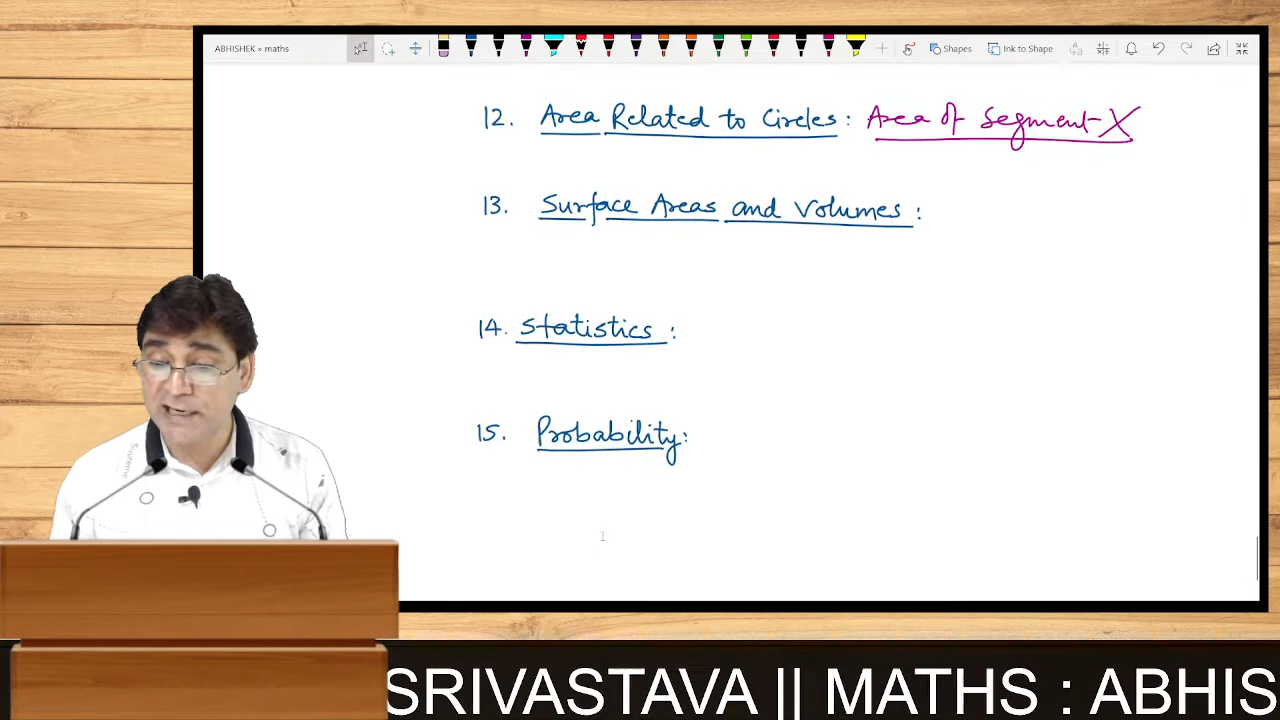 ABHISHEK » maths
Shapes
Ink to Shape
12. Area Related to Circles : Area of Segment-X
13. Surface Areas and Volumes :
14. Statistics :
15. Probability:
Supreme
SRIVASTAVA || MATHS : ABHIS